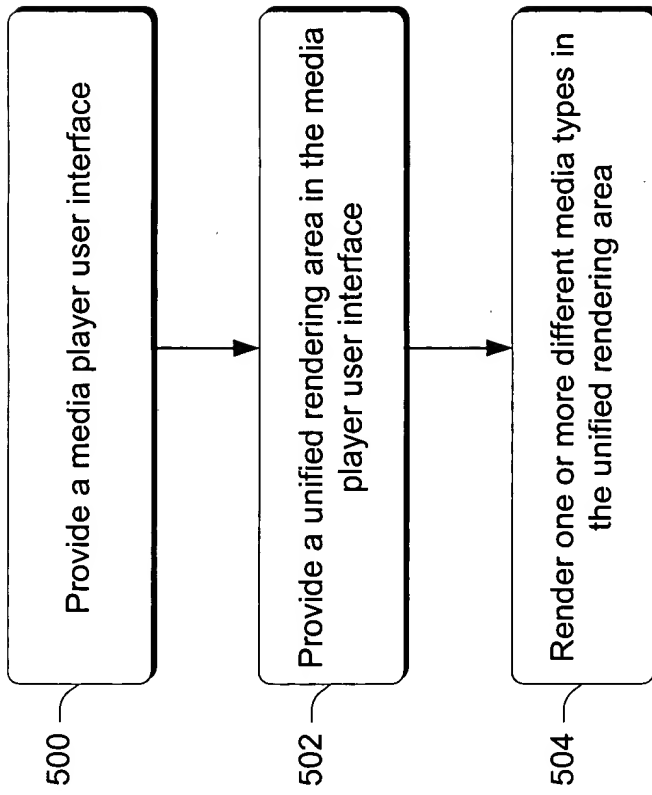 500
Provide a media player user interface
502
Provide a unified rendering area in the media
player user interface
504
Render one or more different media types in
the unified rendering area